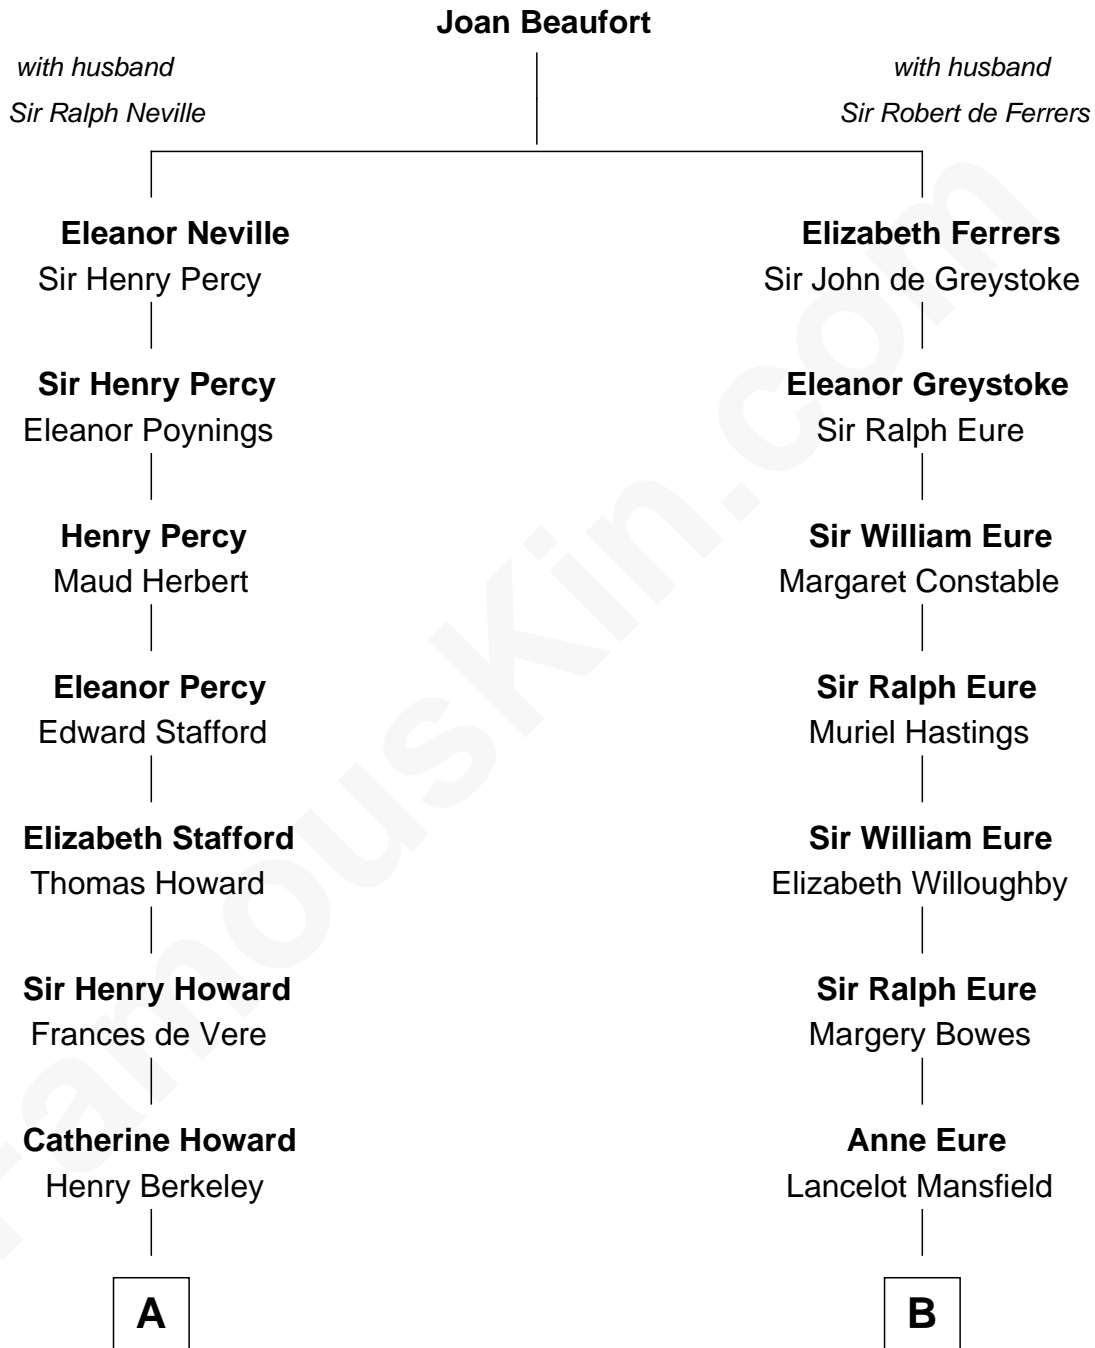 Joan Beaufort
with husband
Sir Ralph Neville
with husband
Sir Robert de Ferrers
Eleanor Neville
Sir Henry Percy
Sir Henry Percy
Eleanor Poynings
Henry Percy
Maud Herbert
Eleanor Percy
Edward Stafford
Elizabeth Stafford
Thomas Howard
Sir Henry Howard
Frances de Vere
Catherine Howard
Henry Berkeley
A
Elizabeth Ferrers
Sir John de Greystoke
Eleanor Greystoke
Sir Ralph Eure
Sir William Eure
Margaret Constable
Sir Ralph Eure
Muriel Hastings
Sir William Eure
Elizabeth Willoughby
Sir Ralph Eure
Margery Bowes
Anne Eure
Lancelot Mansfield
B
FamousKin.com